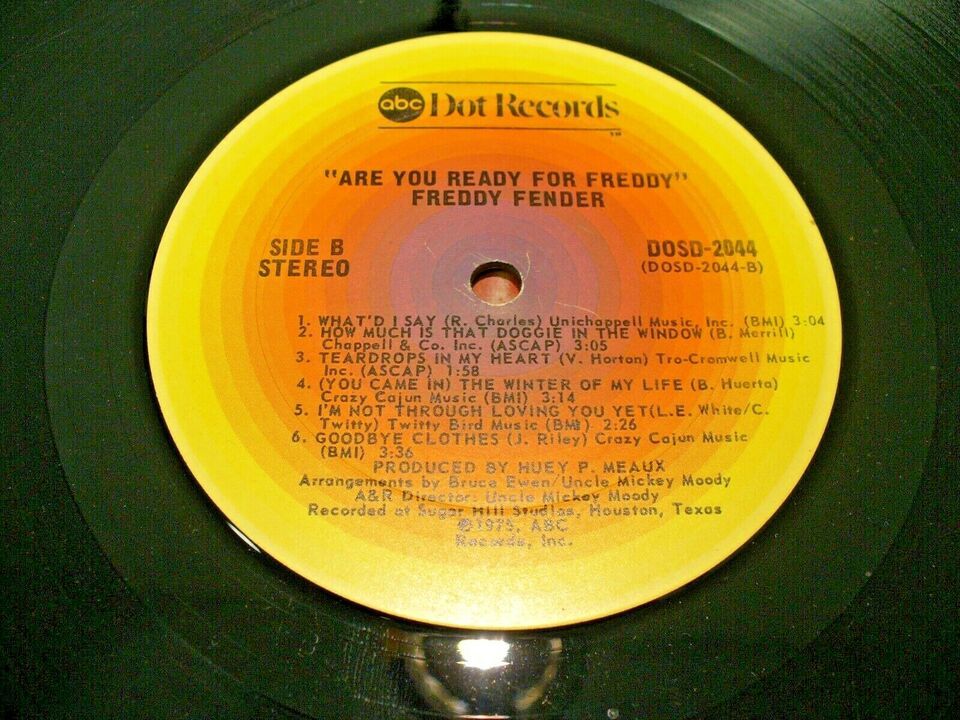 abc Dot Records
TM
"ARE YOU READY FOR FREDDY"
FREDDY FENDER
SIDE B
STEREO
DOSD-2044
(DOSD-2044-B)
1. WHAT'D I SAY (R. Charles) Unichappell Music, Inc. (BMI) 3:04
2. HOW MUCH IS THAT DOGGIE IN THE WINDOW (B. Merrill)
Chappell & Co. Inc. (ASCAP) 3:05
3. TEARDROPS IN MY HEART (V. Horton) Tro-Cromwell Music
Inc. (ASCAP) 1:58
4. (YOU CAME IN) THE WINTER OF MY LIFE (B. Huerta)
Crazy Cajun Music (BMI) 3:14
5. I'M NOT THROUGH LOVING YOU YET(L.E. White/C.
Twitty) Twitty Bird Music (BMI) 2:26
6. GOODBYE CLOTHES (J. Riley) Crazy Cajun Music
(BMI) 3:36
PRODUCED BY HUEY P. MEAUX
Arrangements by Bruce Ewen/Uncle Mickey Moody
A&R Director: Uncle Mickey Moody
Recorded at Sugar Hill Studios, Houston, Texas
℗1975, ABC
Records, Inc.